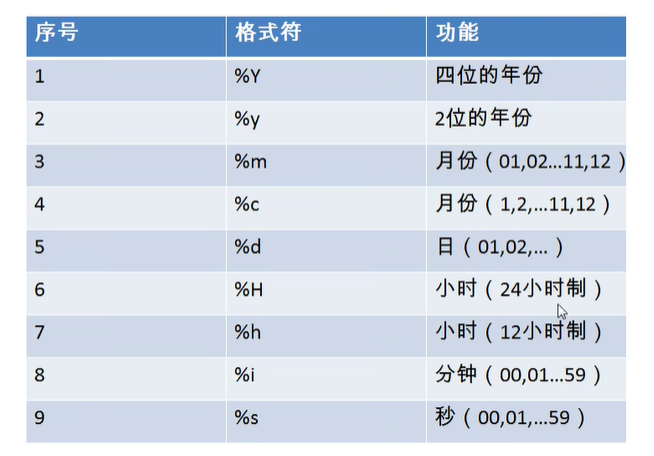 序号 格式符 功能
1 %Y 四位的年份
2 %y 2位的年份
3 %m 月份（01,02…11,12）
4 %c 月份（1,2,…11,12）
5 %d 日（01,02,…）
6 %H 小时（24小时制）
7 %h 小时（12小时制）
8 %i 分钟（00,01…59）
9 %s 秒（00,01,…59）